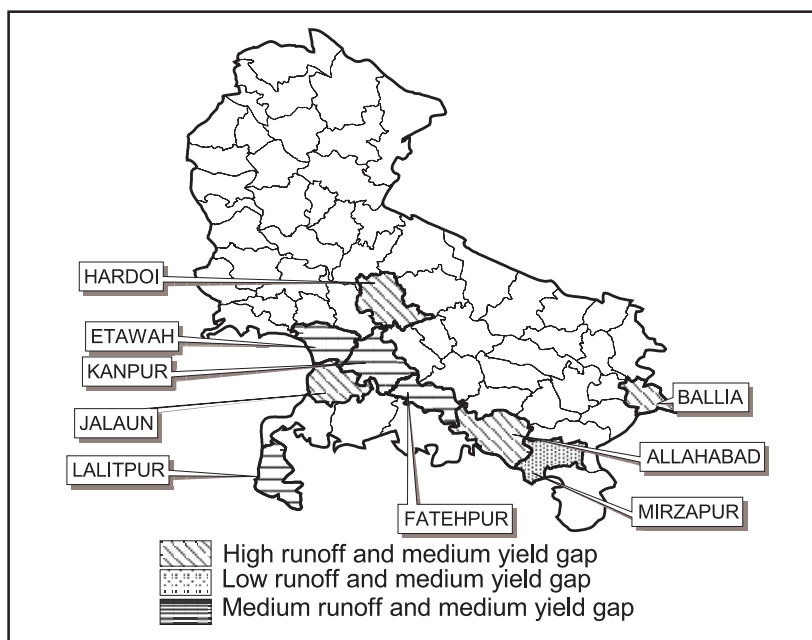 HARDOI
ETAWAH
KANPUR
JALAUN
LALITPUR
BALLIA
ALLAHABAD
MIRZAPUR
FATEHPUR
High runoff and medium yield gap
Low runoff and medium yield gap
Medium runoff and medium yield gap